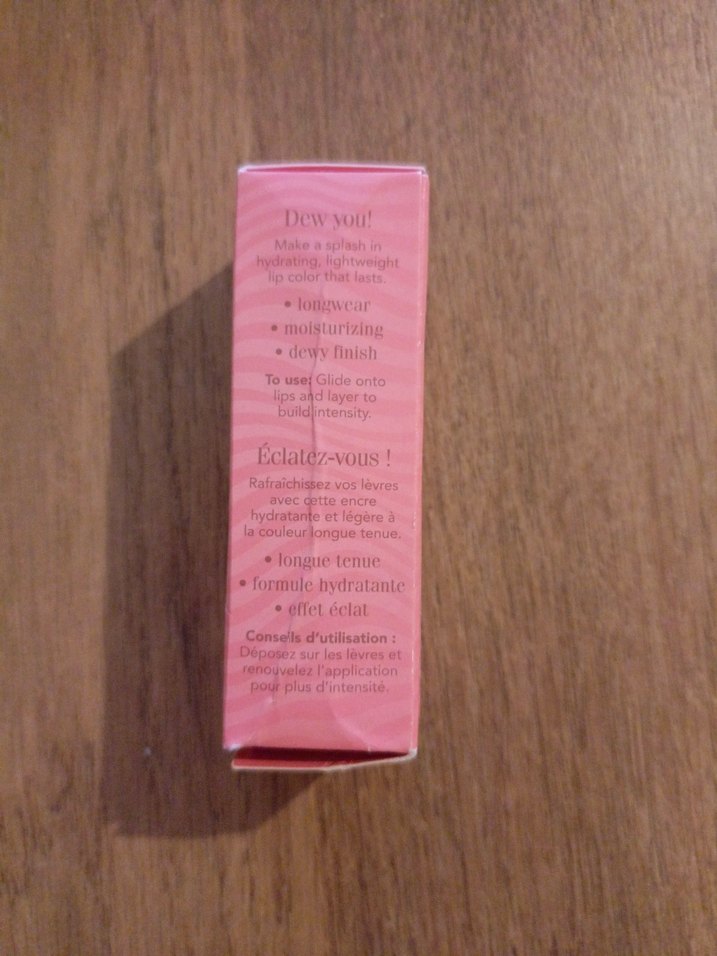 Dew you!
Make a splash in
hydrating, lightweight
lip color that lasts.
• longwear
• moisturizing
• dewy finish
To use: Glide onto
lips and layer to
build intensity.
Éclatez-vous !
Rafraîchissez vos lèvres
avec cette encre
hydratante et légère à
la couleur longue tenue.
• longue tenue
• formule hydratante
• effet éclat
Conseils d'utilisation :
Déposez sur les lèvres et
renouvelez l'application
pour plus d'intensité.